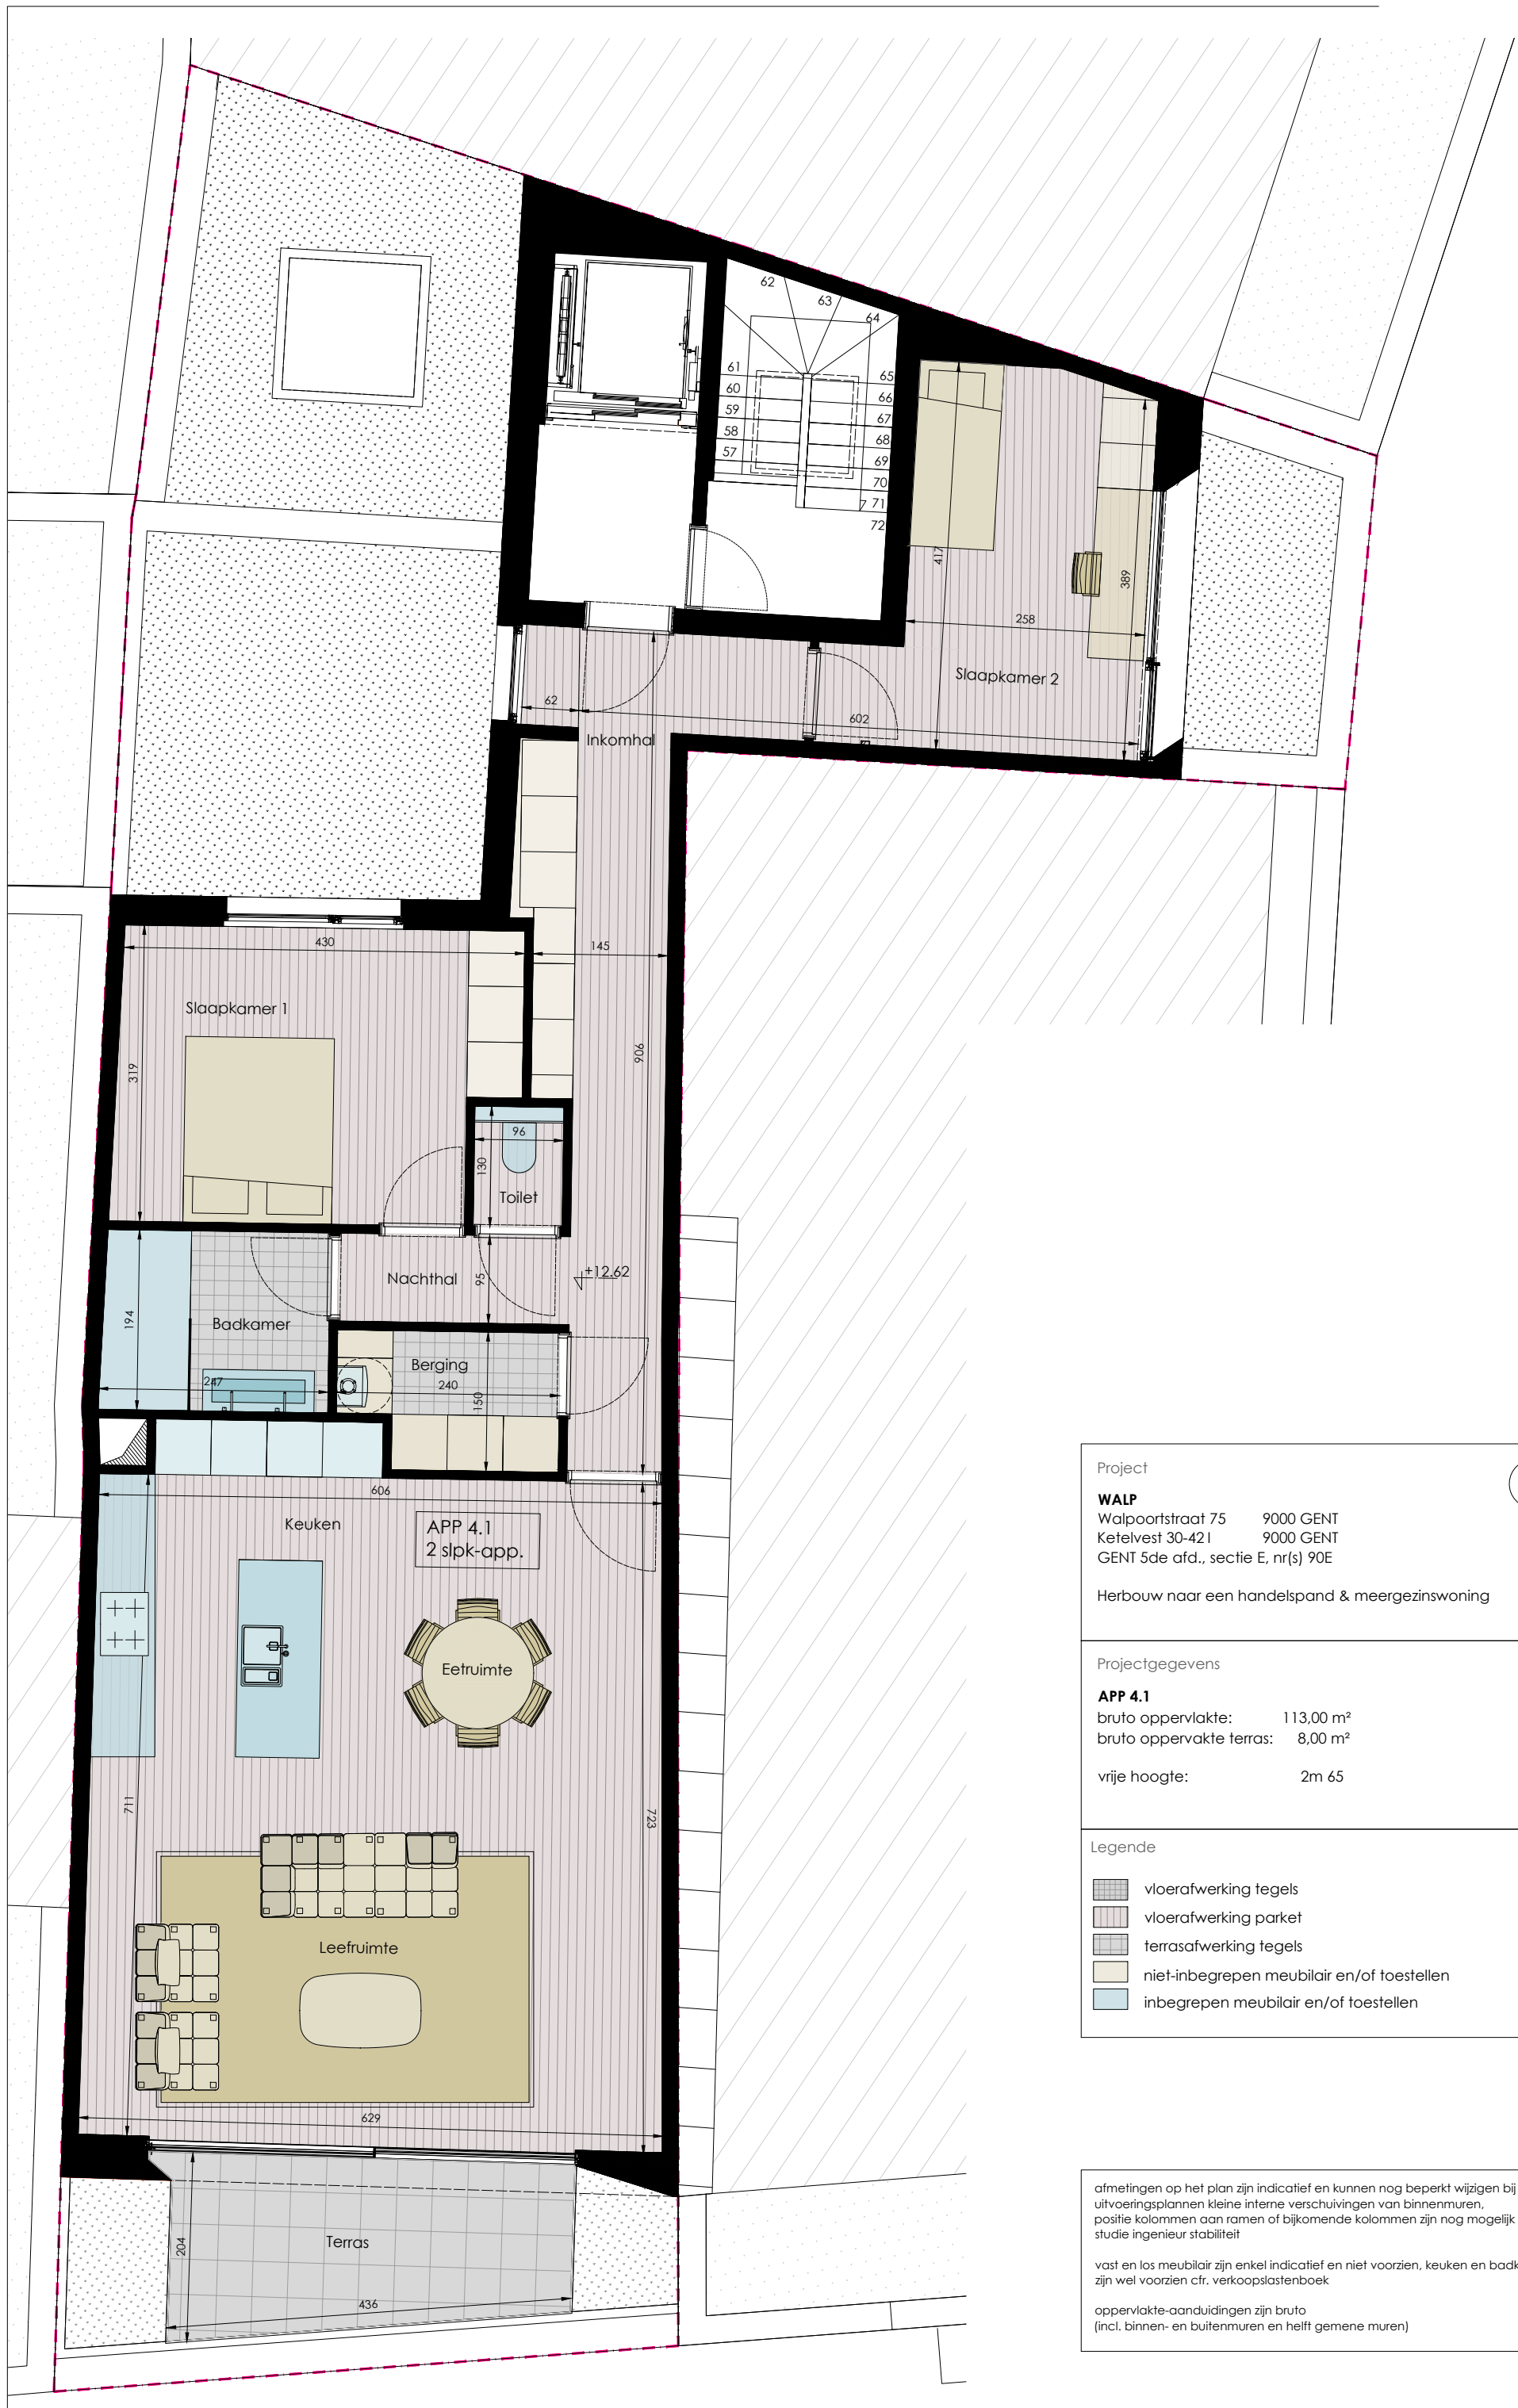 62
63
64
61
60
59
58
57
65
66
67
68
69
70
7 71
72
417
389
258
Slaapkamer 2
62
602
Inkomhal
430
145
Slaapkamer 1
319
906
96
130
Toilet
Nachthal
95
+12.62
194
Badkamer
Berging
247
240
150
606
Keuken
APP 4.1
2 slpk-app.
Eetruimte
711
723
Leefruimte
629
Terras
204
436
Project
WALP
Walpoortstraat 75 9000 GENT
Ketelvest 30-42 I 9000 GENT
GENT 5de afd., sectie E, nr(s) 90E
Herbouw naar een handelspand & meergezinswoning
Projectgegevens
APP 4.1
bruto oppervlakte: 113,00 m²
bruto oppervakte terras: 8,00 m²
vrije hoogte: 2m 65
Legende
vloerafwerking tegels
vloerafwerking parket
terrasafwerking tegels
niet-inbegrepen meubilair en/of toestellen
inbegrepen meubilair en/of toestellen
afmetingen op het plan zijn indicatief en kunnen nog beperkt wijzigen bij
uitvoeringsplannen kleine interne verschuivingen van binnenmuren,
positie kolommen aan ramen of bijkomende kolommen zijn nog mogelijk
studie ingenieur stabiliteit
vast en los meubilair zijn enkel indicatief en niet voorzien, keuken en badk
zijn wel voorzien cfr. verkoopslastenboek
oppervlakte-aanduidingen zijn bruto
(incl. binnen- en buitenmuren en helft gemene muren)